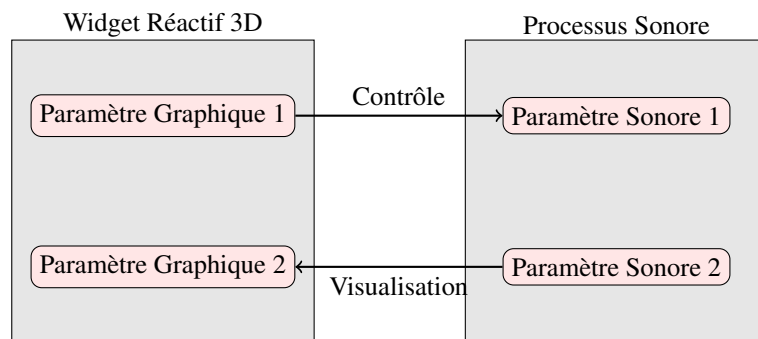 Widget Réactif 3D
Processus Sonore
Paramètre Graphique 1
Contrôle
Paramètre Sonore 1
Paramètre Graphique 2
Visualisation
Paramètre Sonore 2